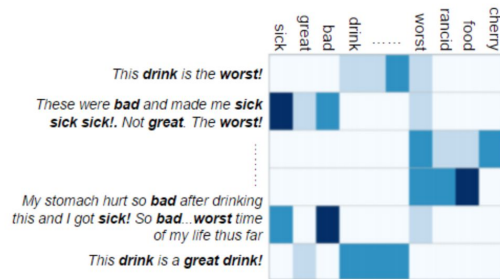 sick great bad drink ...... worst rancid food cherry
This drink is the worst!
These were bad and made me sick
sick sick!. Not great. The worst!
My stomach hurt so bad after drinking
this and I got sick! So bad...worst time
of my life thus far
This drink is a great drink!